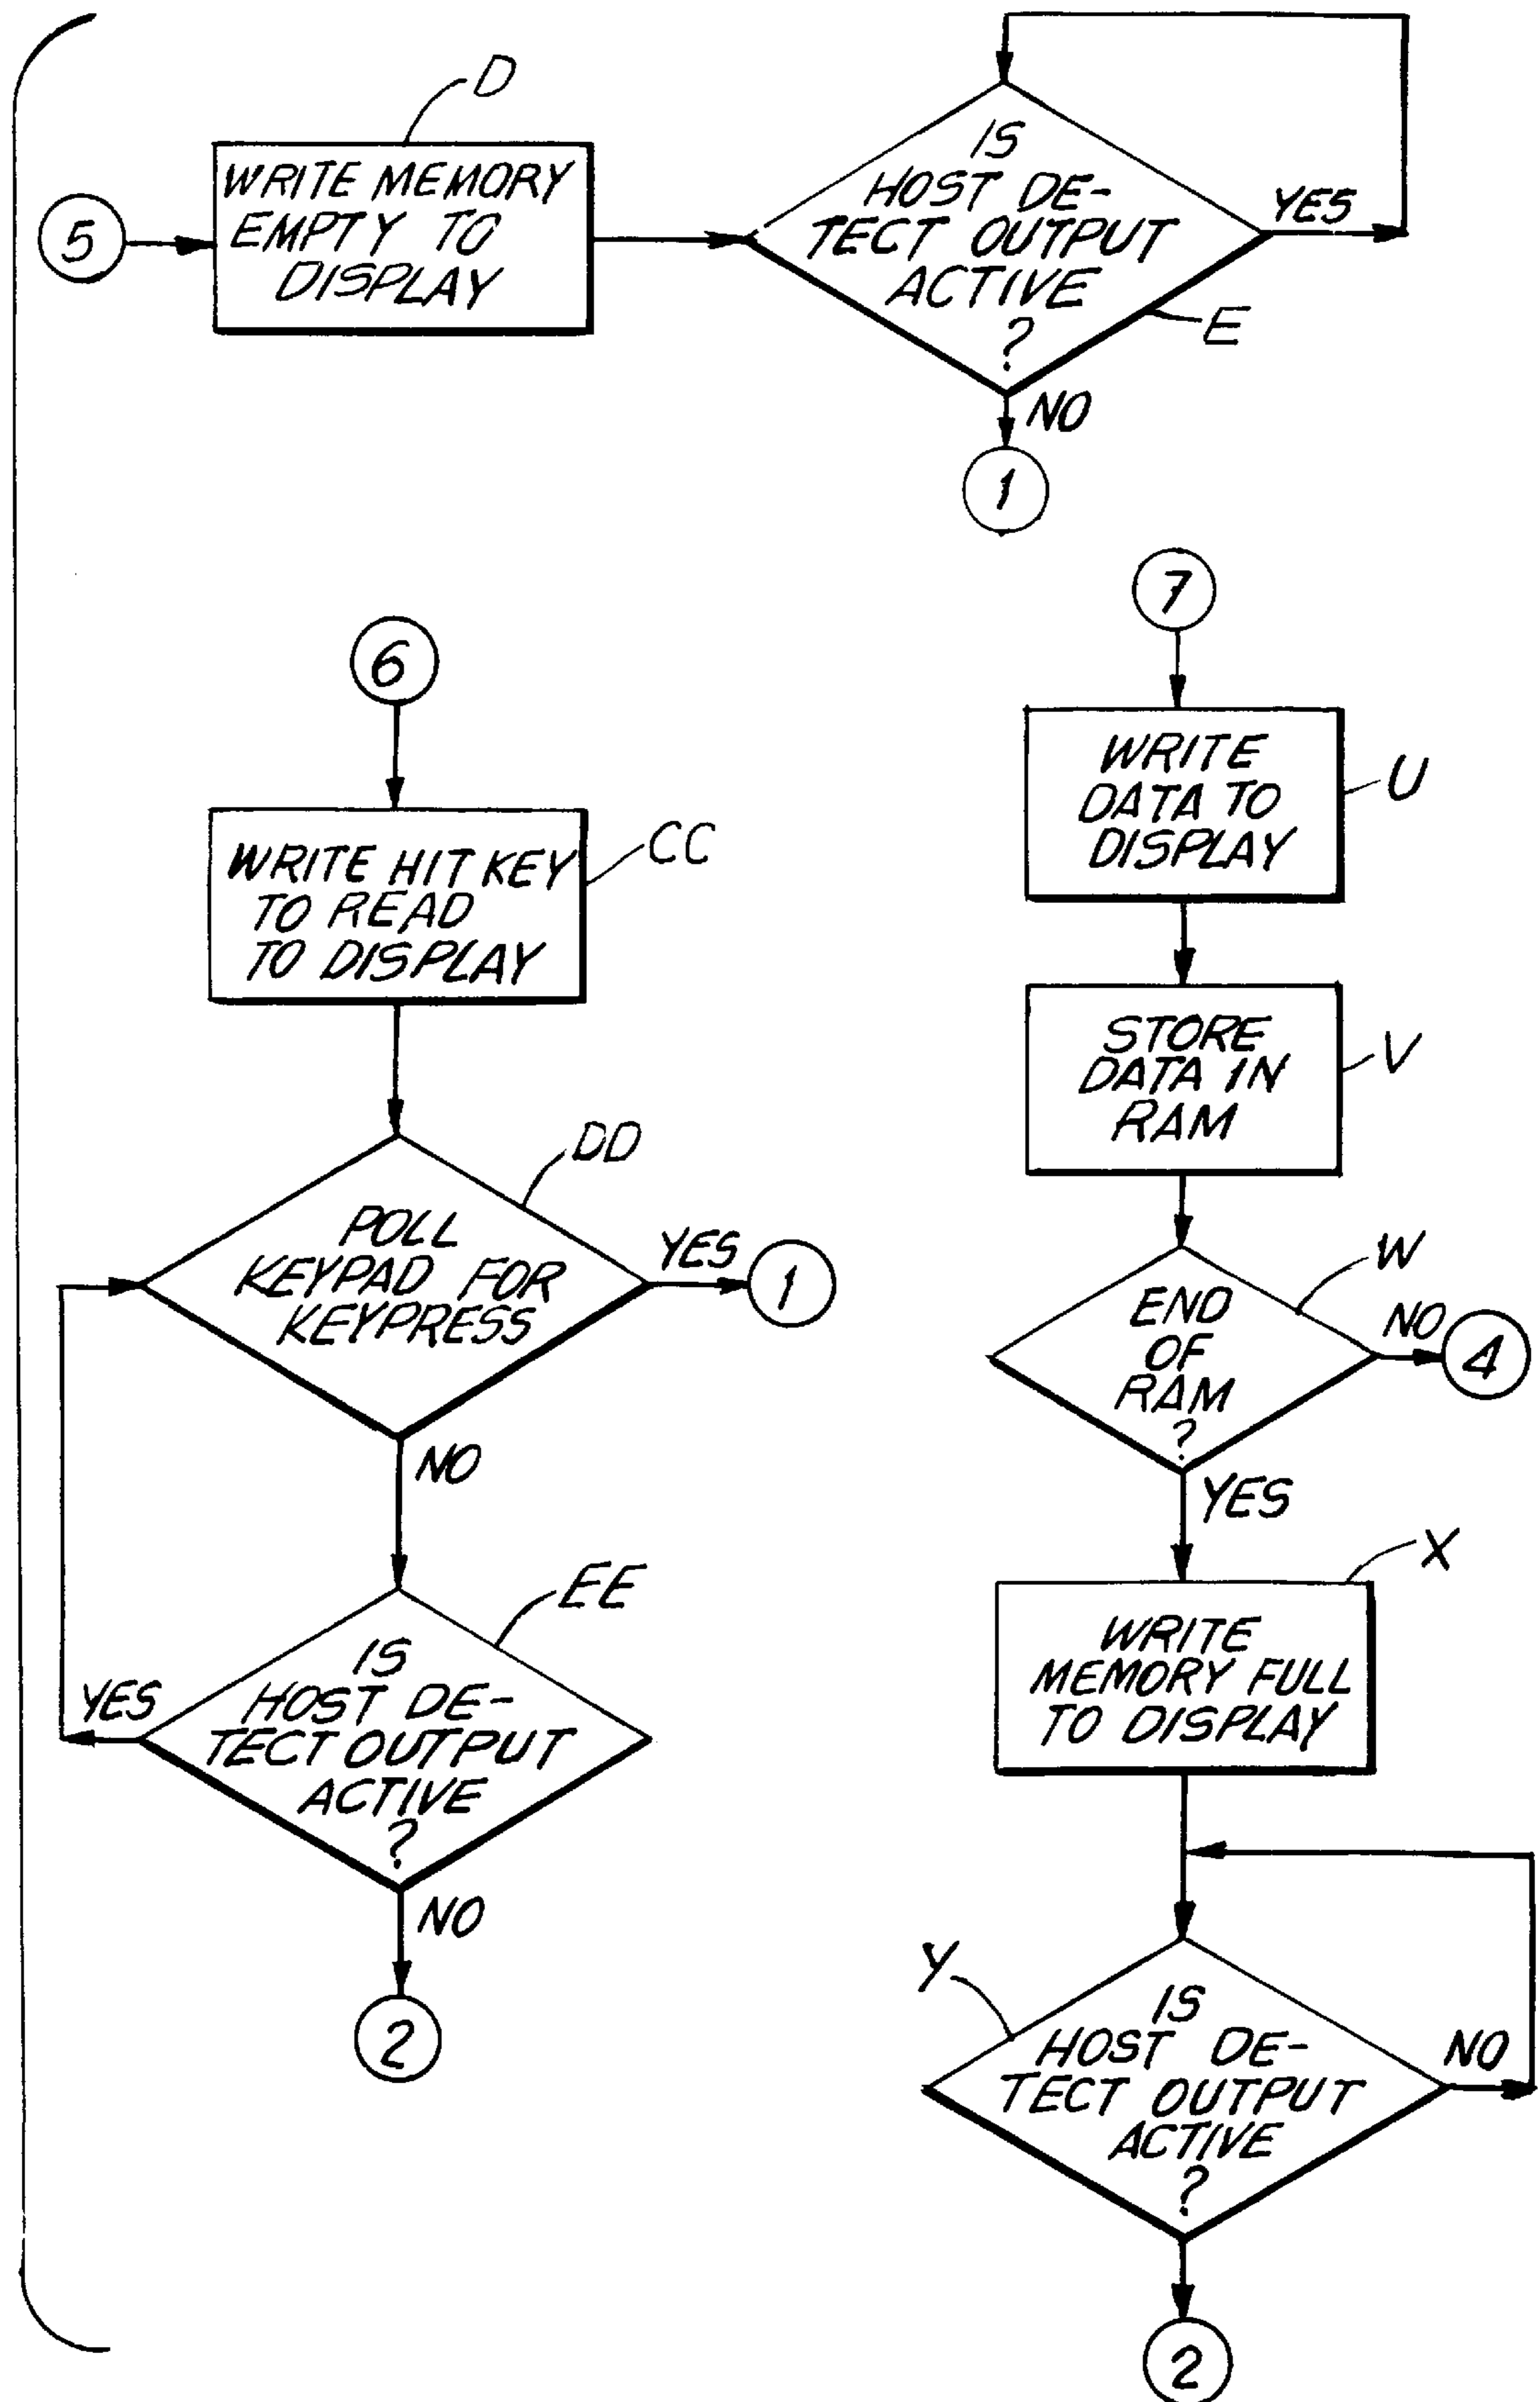 D
5
WRITE MEMORY
EMPTY TO
DISPLAY
IS
HOST DE-
TECT OUTPUT
ACTIVE
?
YES
E
NO
1
6
WRITE HIT KEY
TO READ
TO DISPLAY
CC
DD
POLL
KEYPAD FOR
KEYPRESS
YES
1
NO
EE
IS
HOST DE-
TECT OUTPUT
ACTIVE
?
YES
NO
2
7
WRITE
DATA TO
DISPLAY
U
STORE
DATA IN
RAM
V
W
END
OF
RAM
?
NO
4
YES
X
WRITE
MEMORY FULL
TO DISPLAY
Y
IS
HOST DE-
TECT OUTPUT
ACTIVE
?
NO
2